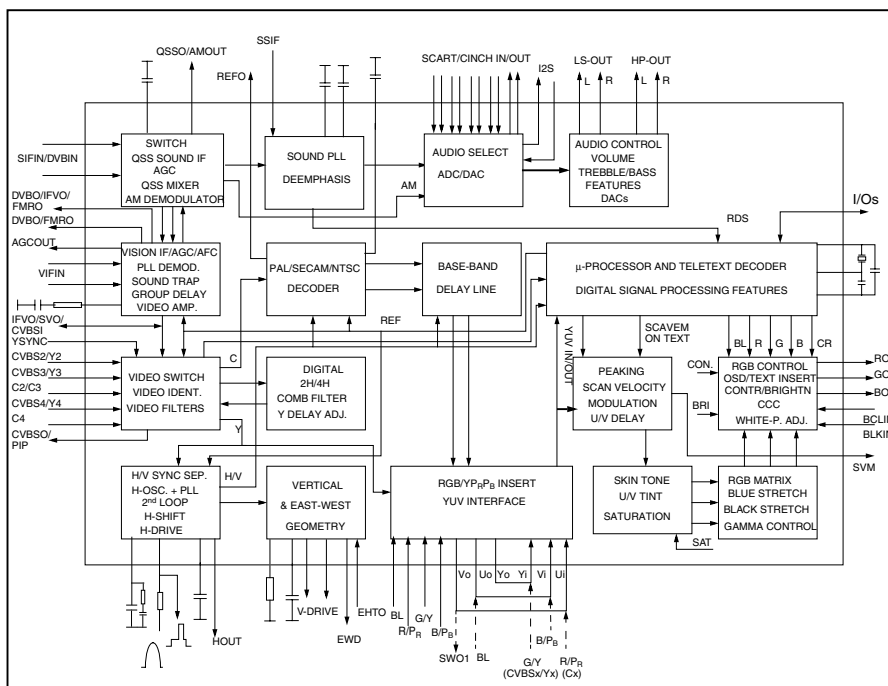 QSSO/AMOUT
SSIF
REFO
SCART/CINCH IN/OUT
I2S
LS-OUT
HP-OUT
L
R
L
R
SIFIN/DVBIN
SWITCH
QSS SOUND IF
AGC
QSS MIXER
AM DEMODULATOR
SOUND PLL
DEEMPHASIS
AM
AUDIO SELECT
ADC/DAC
AUDIO CONTROL
VOLUME
TREBBLE/BASS
FEATURES
DACs
DVBO/IFVO/
FMRO
DVBO/FMRO
AGCOUT
VIFIN
VISION IF/AGC/AFC
PLL DEMOD.
SOUND TRAP
GROUP DELAY
VIDEO AMP.
PAL/SECAM/NTSC
DECODER
BASE-BAND
DELAY LINE
RDS
I/Os
μ-PROCESSOR AND TELETEXT DECODER
DIGITAL SIGNAL PROCESSING FEATURES
IFVO/SVO/
CVBSI
YSYNC
CVBS2/Y2
CVBS3/Y3
C2/C3
CVBS4/Y4
C4
CVBSO/
PIP
REF
C
VIDEO SWITCH
VIDEO IDENT.
VIDEO FILTERS
DIGITAL
2H/4H
COMB FILTER
Y DELAY ADJ.
Y
YUV IN/OUT
SCAVEM
ON TEXT
PEAKING
SCAN VELOCITY
MODULATION
U/V DELAY
BL
R
G
B
CR
CON.
BRI
RGB CONTROL
OSD/TEXT INSERT
CONTR/BRIGHTN
CCC
WHITE-P. ADJ.
RO
GO
BO
BCLIN
BLKIN
SVM
H/V SYNC SEP.
H-OSC. + PLL
2nd LOOP
H-SHIFT
H-DRIVE
H/V
VERTICAL
& EAST-WEST
GEOMETRY
RGB/YPRPB INSERT
YUV INTERFACE
SKIN TONE
U/V TINT
SATURATION
RGB MATRIX
BLUE STRETCH
BLACK STRETCH
GAMMA CONTROL
SAT
Vo
Uo
Yo
Yi
Vi
Ui
HOUT
V-DRIVE
EWD
EHTO
BL
R/PR
G/Y
B/PB
SWO1
BL
G/Y
(CVBSx/Yx)
B/PB
R/PR
(Cx)